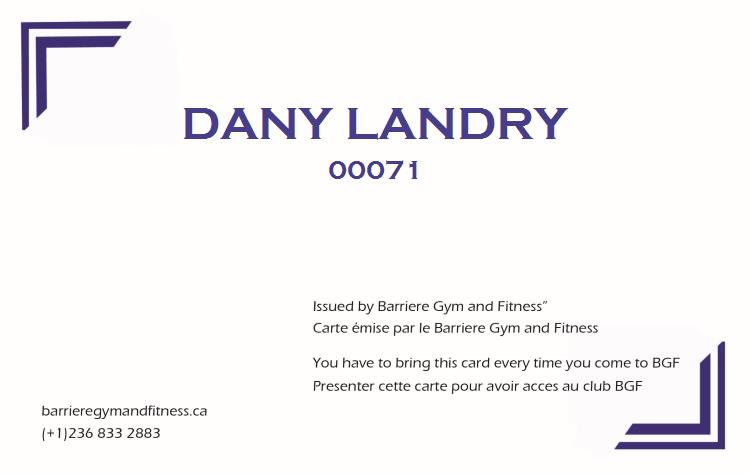 DANY LANDRY
00071
Issued by Barriere Gym and Fitness”
Carte émise par le Barriere Gym and Fitness
You have to bring this card every time you come to BGF
Presenter cette carte pour avoir acces au club BGF
barrieregymandfitness.ca
(+1)236 833 2883